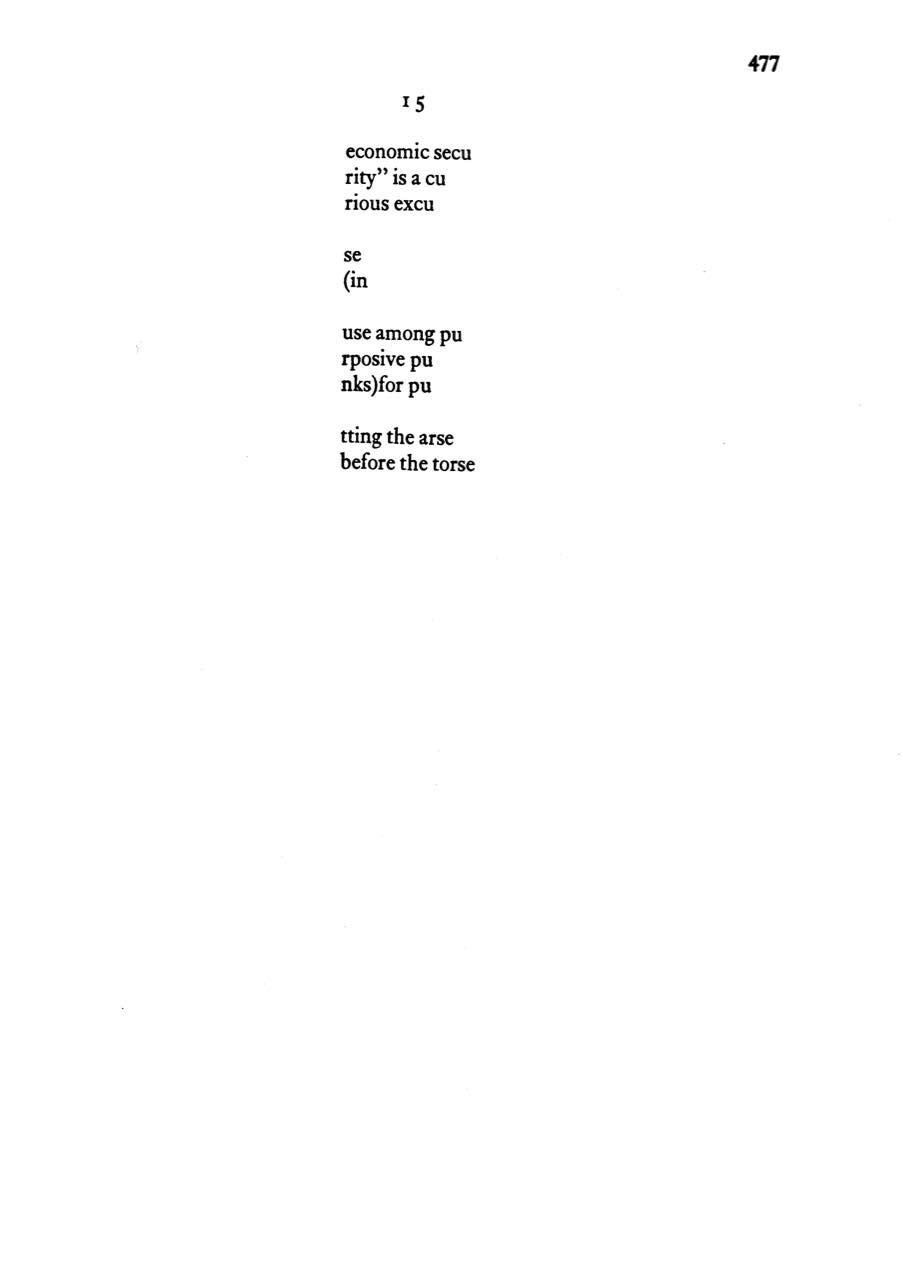 477
15
economic secu
rity” is a cu
rious excu
se
(in
use among pu
rposive pu
nks)for pu
tting the arse
before the torse